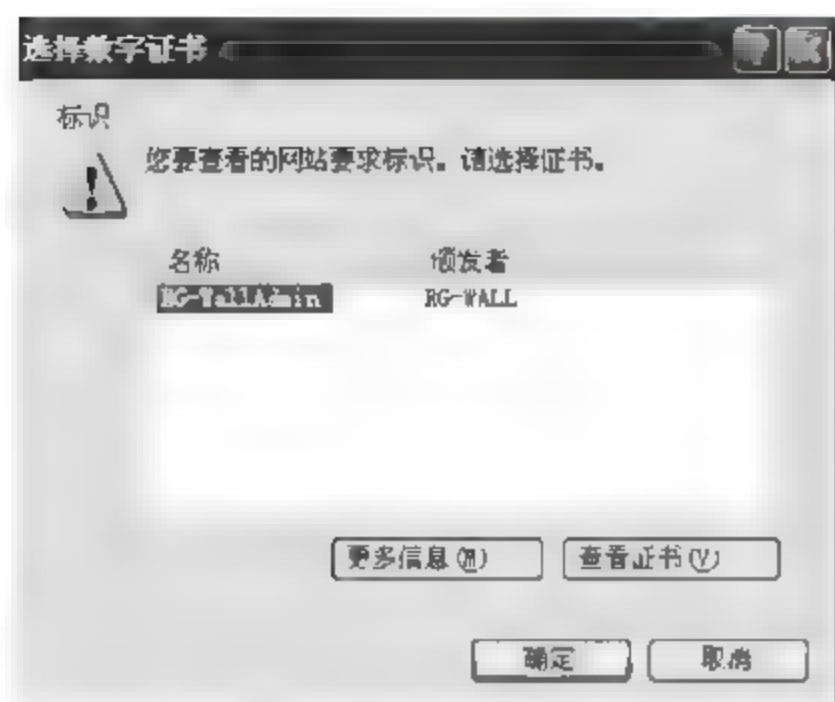 选择数字证书
标识
您要查看的网站要求标识。请选择证书。
名称 颁发者
RG-WallAdmin RG-WALL
更多信息(M) 查看证书(V)
确定 取消